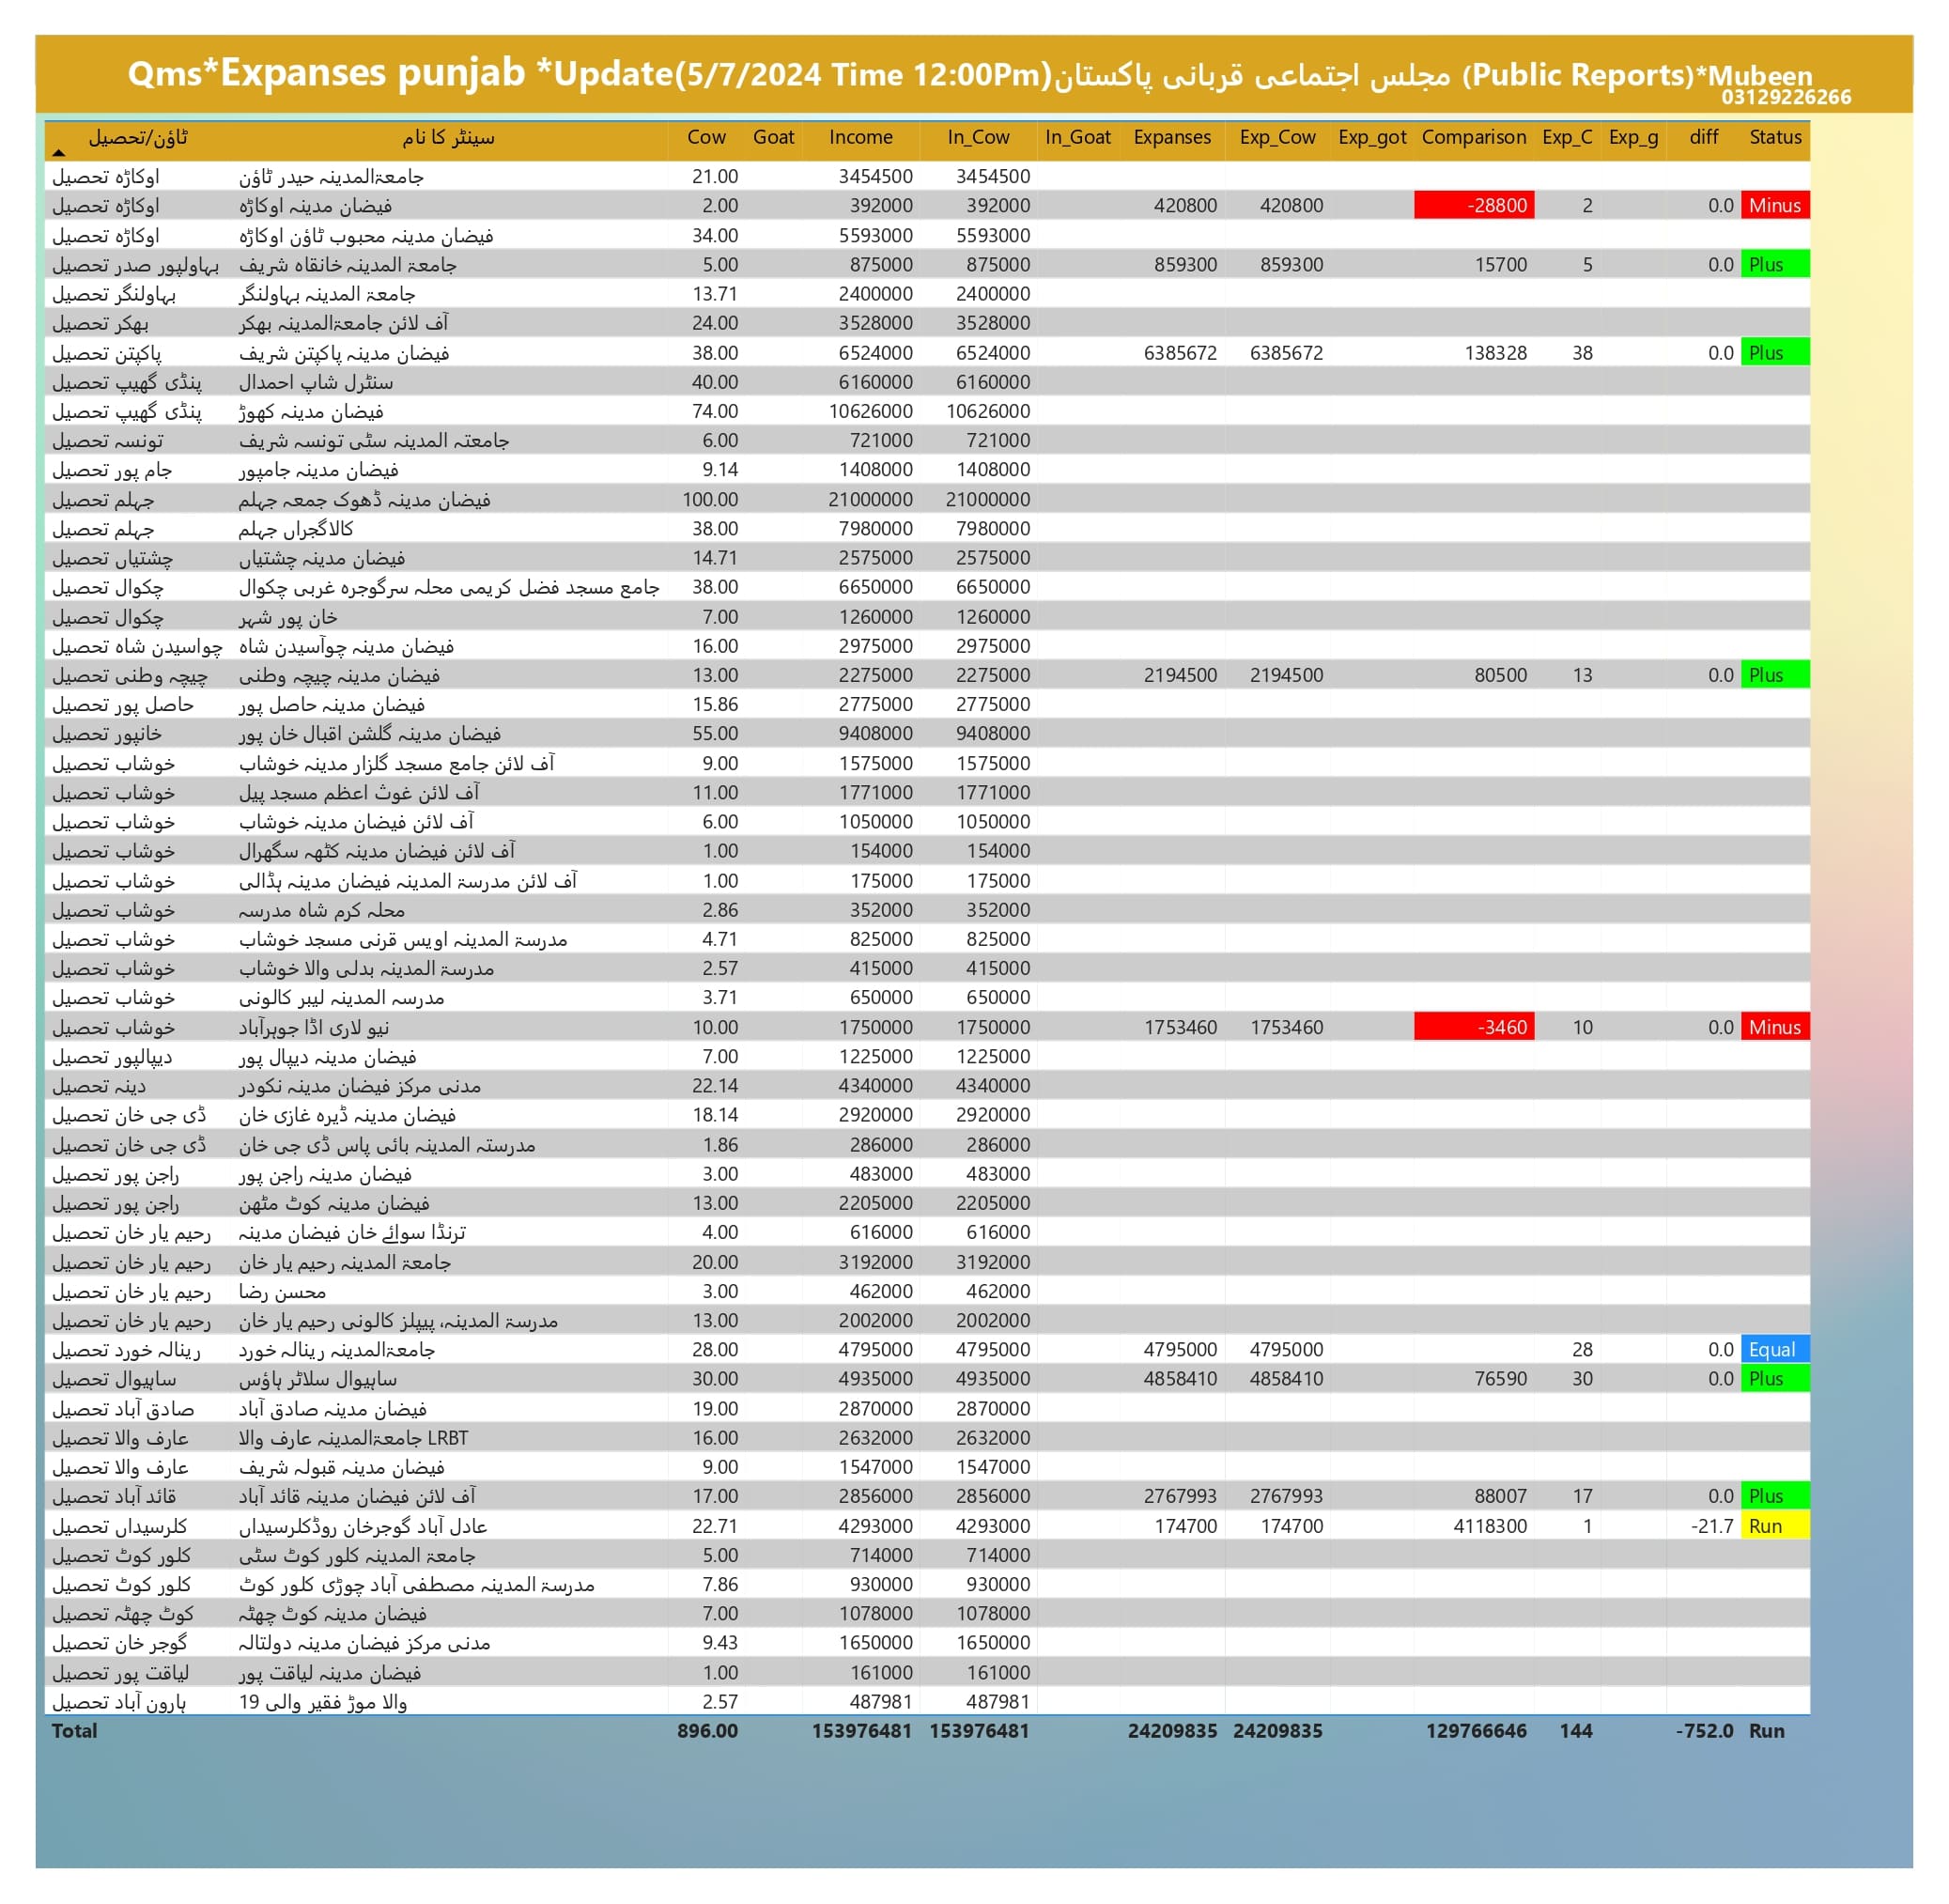 Qms*Expanses punjab *Update(5/7/2024 Time 12:00Pm)مجلس اجتماعی قربانی پاکستان (Public Reports)*Mubeen
03129226266
ٹاؤن/تحصیل سینٹر کا نام Cow Goat Income In_Cow In_Goat Expanses Exp_Cow Exp_got Comparison Exp_C Exp_g diff Status
اوکاڑہ تحصیل جامعۃالمدینہ حیدر ٹاؤن 21.00 3454500 3454500
اوکاڑہ تحصیل فیضان مدینہ اوکاڑہ 2.00 392000 392000 420800 420800 -28800 2 0.0 Minus
اوکاڑہ تحصیل فیضان مدینہ محبوب ٹاؤن اوکاڑہ 34.00 5593000 5593000
بہاولپور صدر تحصیل جامعۃ المدینہ خانقاہ شریف 5.00 875000 875000 859300 859300 15700 5 0.0 Plus
بہاولنگر تحصیل جامعۃ المدینہ بہاولنگر 13.71 2400000 2400000
بھکر تحصیل آف لائن جامعۃالمدینہ بھکر 24.00 3528000 3528000
پاکپتن تحصیل فیضان مدینہ پاکپتن شریف 38.00 6524000 6524000 6385672 6385672 138328 38 0.0 Plus
پنڈی گھیپ تحصیل سنٹرل شاپ احمدال 40.00 6160000 6160000
پنڈی گھیپ تحصیل فیضان مدینہ کھوڑ 74.00 10626000 10626000
تونسہ تحصیل جامعتہ المدینہ سٹی تونسہ شریف 6.00 721000 721000
جام پور تحصیل فیضان مدینہ جامپور 9.14 1408000 1408000
جہلم تحصیل فیضان مدینہ ڈھوک جمعہ جہلم 100.00 21000000 21000000
جہلم تحصیل کالاگجراں جہلم 38.00 7980000 7980000
چشتیاں تحصیل فیضان مدینہ چشتیاں 14.71 2575000 2575000
چکوال تحصیل جامع مسجد فضل کریمی محلہ سرگوجرہ غربی چکوال 38.00 6650000 6650000
چکوال تحصیل خان پور شہر 7.00 1260000 1260000
چواسیدن شاہ تحصیل فیضان مدینہ چوآسیدن شاہ 16.00 2975000 2975000
چیچہ وطنی تحصیل فیضان مدینہ چیچہ وطنی 13.00 2275000 2275000 2194500 2194500 80500 13 0.0 Plus
حاصل پور تحصیل فیضان مدینہ حاصل پور 15.86 2775000 2775000
خانپور تحصیل فیضان مدینہ گلشن اقبال خان پور 55.00 9408000 9408000
خوشاب تحصیل آف لائن جامع مسجد گلزار مدینہ خوشاب 9.00 1575000 1575000
خوشاب تحصیل آف لائن غوث اعظم مسجد پیل 11.00 1771000 1771000
خوشاب تحصیل آف لائن فیضان مدینہ خوشاب 6.00 1050000 1050000
خوشاب تحصیل آف لائن فیضان مدینہ کٹھہ سگھرال 1.00 154000 154000
خوشاب تحصیل آف لائن مدرسۃ المدینہ فیضان مدینہ ہڈالی 1.00 175000 175000
خوشاب تحصیل محلہ کرم شاہ مدرسہ 2.86 352000 352000
خوشاب تحصیل مدرسۃ المدینہ اویس قرنی مسجد خوشاب 4.71 825000 825000
خوشاب تحصیل مدرسۃ المدینہ بدلی والا خوشاب 2.57 415000 415000
خوشاب تحصیل مدرسہ المدینہ لیبر کالونی 3.71 650000 650000
خوشاب تحصیل نیو لاری اڈا جوہرآباد 10.00 1750000 1750000 1753460 1753460 -3460 10 0.0 Minus
دیپالپور تحصیل فیضان مدینہ دیپال پور 7.00 1225000 1225000
دینہ تحصیل مدنی مرکز فیضان مدینہ نکودر 22.14 4340000 4340000
ڈی جی خان تحصیل فیضان مدینہ ڈیرہ غازی خان 18.14 2920000 2920000
ڈی جی خان تحصیل مدرستہ المدینہ بائی پاس ڈی جی خان 1.86 286000 286000
راجن پور تحصیل فیضان مدینہ راجن پور 3.00 483000 483000
راجن پور تحصیل فیضان مدینہ کوٹ مٹھن 13.00 2205000 2205000
رحیم یار خان تحصیل ترنڈا سوائے خان فیضان مدینہ 4.00 616000 616000
رحیم یار خان تحصیل جامعۃ المدینہ رحیم یار خان 20.00 3192000 3192000
رحیم یار خان تحصیل محسن رضا 3.00 462000 462000
رحیم یار خان تحصیل مدرسۃ المدینہ، پیپلز کالونی رحیم یار خان 13.00 2002000 2002000
رینالہ خورد تحصیل جامعۃالمدینہ رینالہ خورد 28.00 4795000 4795000 4795000 4795000 28 0.0 Equal
ساہیوال تحصیل ساہیوال سلاٹر ہاؤس 30.00 4935000 4935000 4858410 4858410 76590 30 0.0 Plus
صادق آباد تحصیل فیضان مدینہ صادق آباد 19.00 2870000 2870000
عارف والا تحصیل LRBT جامعۃالمدینہ عارف والا 16.00 2632000 2632000
عارف والا تحصیل فیضان مدینہ قبولہ شریف 9.00 1547000 1547000
قائد آباد تحصیل آف لائن فیضان مدینہ قائد آباد 17.00 2856000 2856000 2767993 2767993 88007 17 0.0 Plus
کلرسیداں تحصیل عادل آباد گوجرخان روڈکلرسیداں 22.71 4293000 4293000 174700 174700 4118300 1 -21.7 Run
کلور کوٹ تحصیل جامعۃ المدینہ کلور کوٹ سٹی 5.00 714000 714000
کلور کوٹ تحصیل مدرسۃ المدینہ مصطفی آباد چوڑی کلور کوٹ 7.86 930000 930000
کوٹ چھٹہ تحصیل فیضان مدینہ کوٹ چھٹہ 7.00 1078000 1078000
گوجر خان تحصیل مدنی مرکز فیضان مدینہ دولتالہ 9.43 1650000 1650000
لیاقت پور تحصیل فیضان مدینہ لیاقت پور 1.00 161000 161000
ہارون آباد تحصیل 19 والا موڑ فقیر والی 2.57 487981 487981
Total 896.00 153976481 153976481 24209835 24209835 129766646 144 -752.0 Run